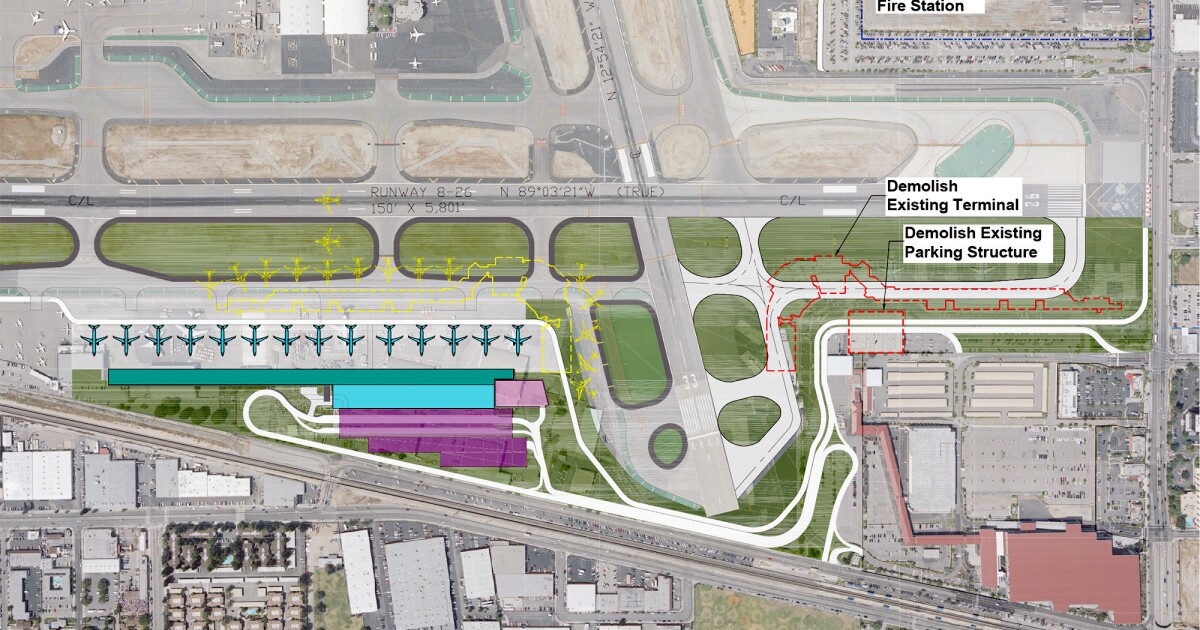 Fire Station
N 12°54'21" W
RUNWAY 8-26 N 89°03'21"W (TRUE)
150' X 5,801'
C/L
C/L
26
Demolish
Existing Terminal
Demolish Existing
Parking Structure
33